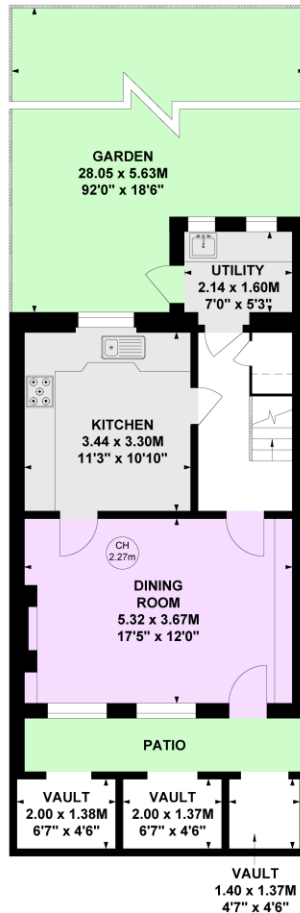 GARDEN
28.05 x 5.63M
92'0" x 18'6"
UTILITY
2.14 x 1.60M
7'0" x 5'3"
KITCHEN
3.44 x 3.30M
11'3" x 10'10"
CH
2.27m
DINING
ROOM
5.32 x 3.67M
17'5" x 12'0"
PATIO
VAULT
2.00 x 1.38M
6'7" x 4'6"
VAULT
2.00 x 1.37M
6'7" x 4'6"
VAULT
1.40 x 1.37M
4'7" x 4'6"